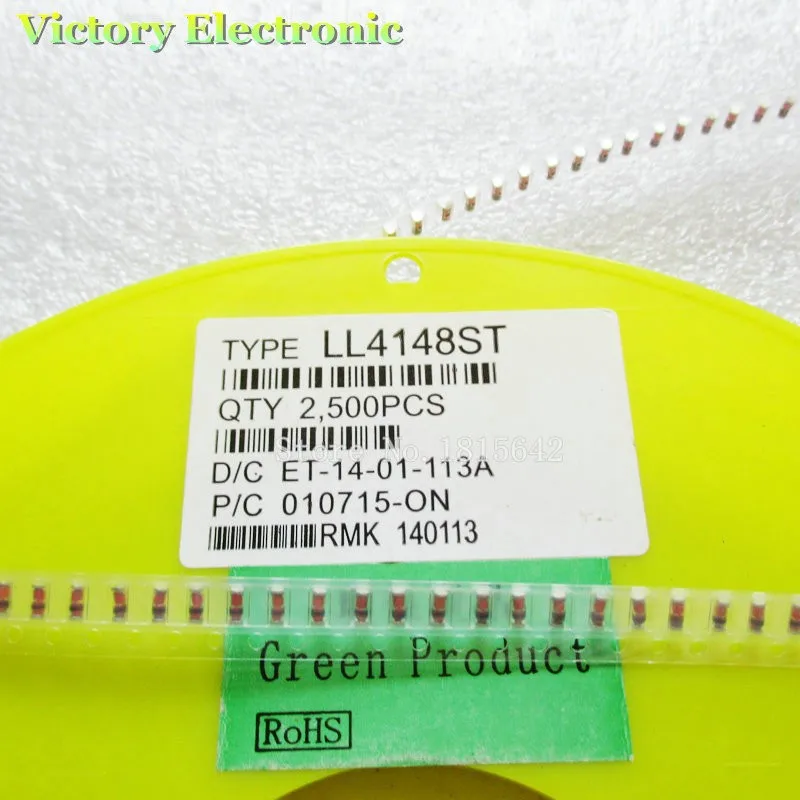 Victory Electronic
TYPE LL4148ST
QTY 2,500PCS
Store No. 1815642
D/C ET-14-01-113A
P/C 010715-ON
RMK 140113
Green Product
RoHS